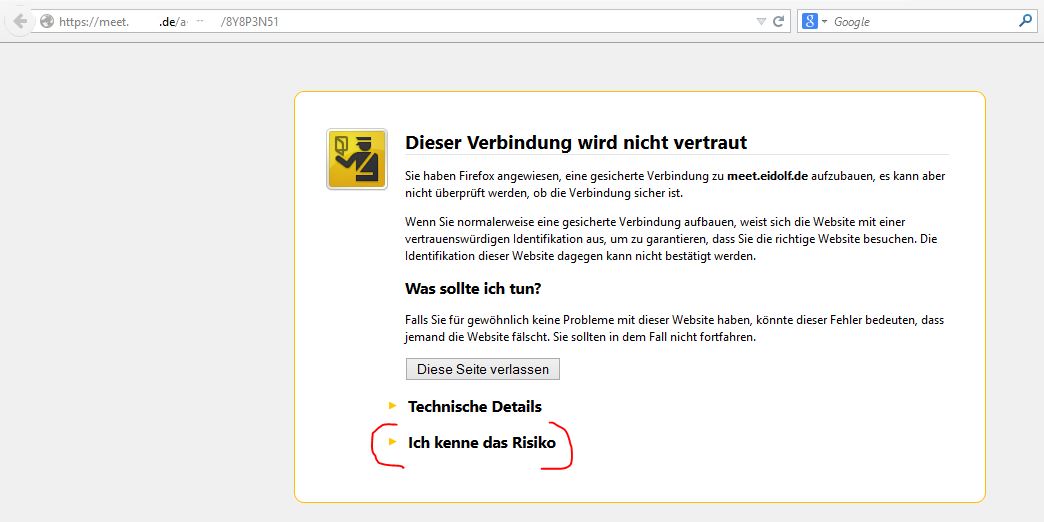 https://meet. .de/a /8Y8P3N51
Google
Dieser Verbindung wird nicht vertraut
Sie haben Firefox angewiesen, eine gesicherte Verbindung zu meet.eidolf.de aufzubauen, es kann aber
nicht überprüft werden, ob die Verbindung sicher ist.
Wenn Sie normalerweise eine gesicherte Verbindung aufbauen, weist sich die Website mit einer
vertrauenswürdigen Identifikation aus, um zu garantieren, dass Sie die richtige Website besuchen. Die
Identifikation dieser Website dagegen kann nicht bestätigt werden.
Was sollte ich tun?
Falls Sie für gewöhnlich keine Probleme mit dieser Website haben, könnte dieser Fehler bedeuten, dass
jemand die Website fälscht. Sie sollten in dem Fall nicht fortfahren.
Diese Seite verlassen
Technische Details
Ich kenne das Risiko